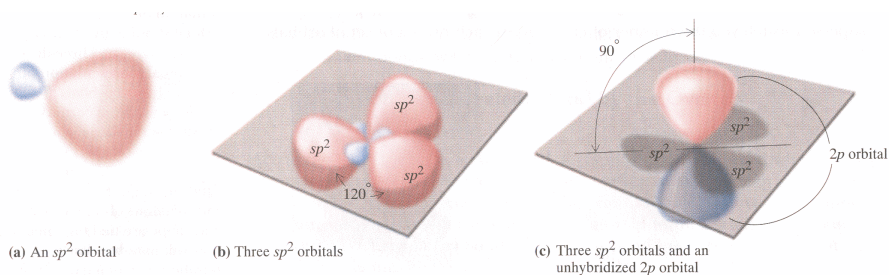 90°
sp²
sp²
sp²
120°
sp²
sp²
sp²
2p orbital
(a) An sp² orbital
(b) Three sp² orbitals
(c) Three sp² orbitals and an
unhybridized 2p orbital